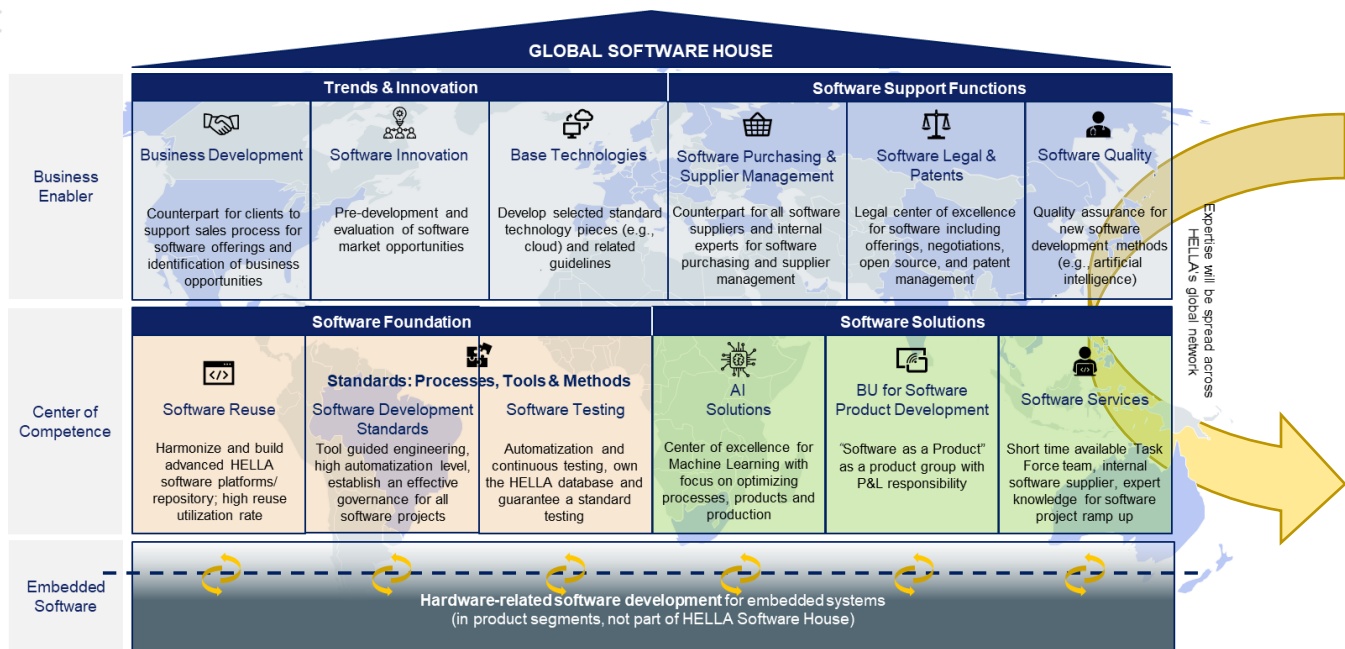 GLOBAL SOFTWARE HOUSE
Trends & Innovation
Software Support Functions
Business
Enabler
Business Development
Counterpart for clients to
support sales process for
software offerings and
identification of business
opportunities
Software Innovation
Pre-development and
evaluation of software
market opportunities
Base Technologies
Develop selected standard
technology pieces (e.g.,
cloud) and related
guidelines
Software Purchasing &
Supplier Management
Counterpart for all software
suppliers and internal
experts for software
purchasing and supplier
management
Software Legal &
Patents
Legal center of excellence
for software including
offerings, negotiations,
open source, and patent
management
Software Quality
Quality assurance for
new software
development methods
(e.g., artificial
intelligence)
Expertise will be spread across
HELLA's global network
Software Foundation
Software Solutions
Center of
Competence
Standards: Processes, Tools & Methods
Software Reuse
Harmonize and build
advanced HELLA
software platforms/
repository; high reuse
utilization rate
Software Development
Standards
Tool guided engineering,
high automatization level,
establish an effective
governance for all
software projects
Software Testing
Automatization and
continuous testing, own
the HELLA database and
guarantee a standard
testing
AI
Solutions
Center of excellence for
Machine Learning with
focus on optimizing
processes, products and
production
BU for Software
Product Development
“Software as a Product”
as a product group with
P&L responsibility
Software Services
Short time available Task
Force team, internal
software supplier, expert
knowledge for software
project ramp up
Embedded
Software
Hardware-related software development for embedded systems
(in product segments, not part of HELLA Software House)